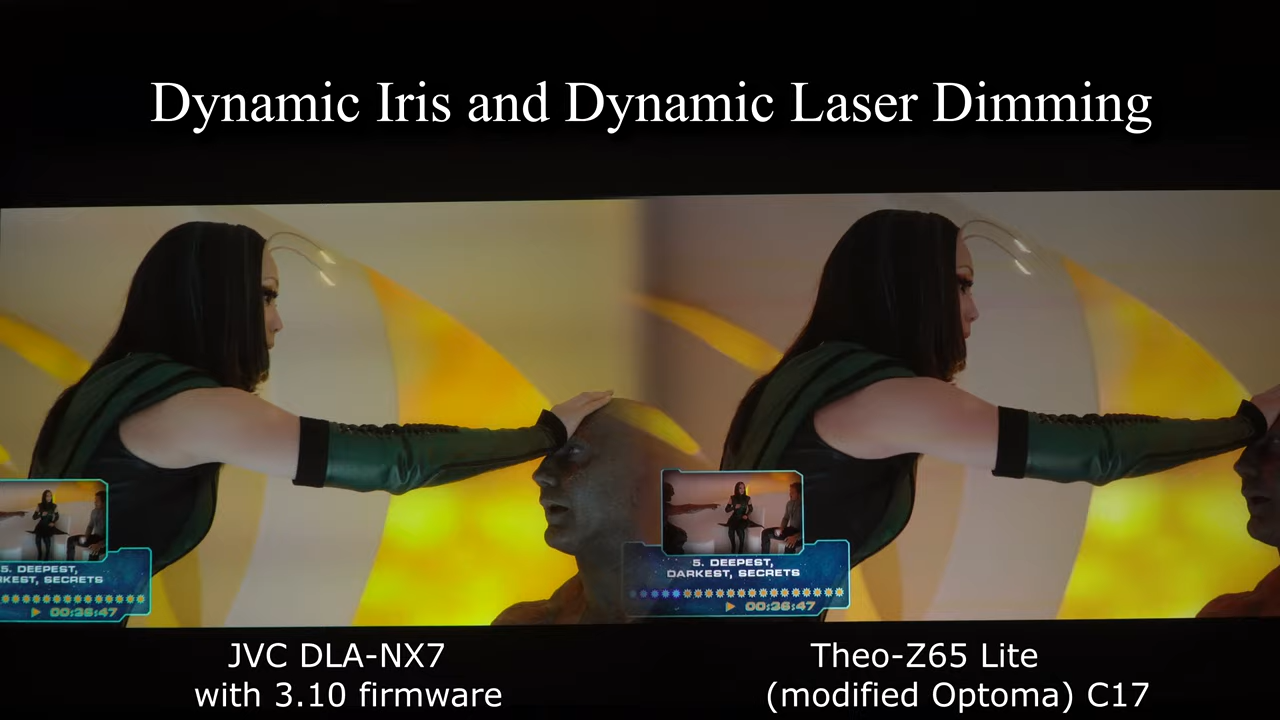 Dynamic Iris and Dynamic Laser Dimming
5. DEEPEST,
RKEST, SECRETS
00:36:47
5. DEEPEST,
DARKEST, SECRETS
00:36:47
JVC DLA-NX7
with 3.10 firmware
Theo-Z65 Lite
(modified Optoma) C17